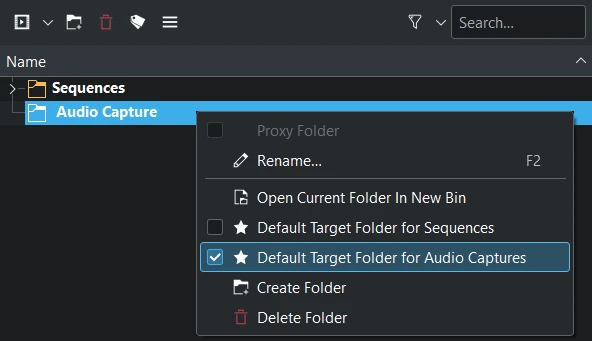 Search...
Name
Sequences
Audio Capture
Proxy Folder
Rename... F2
Open Current Folder In New Bin
Default Target Folder for Sequences
Default Target Folder for Audio Captures
Create Folder
Delete Folder